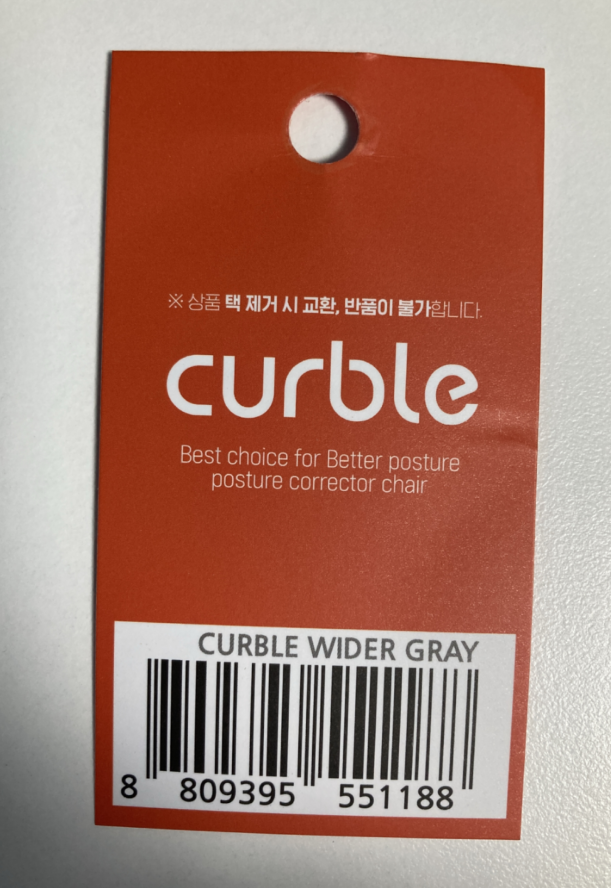 ※ 상품 택 제거 시 교환, 반품이 불가합니다.
curble
Best choice for Better posture
posture corrector chair
CURBLE WIDER GRAY
8 809395 551188